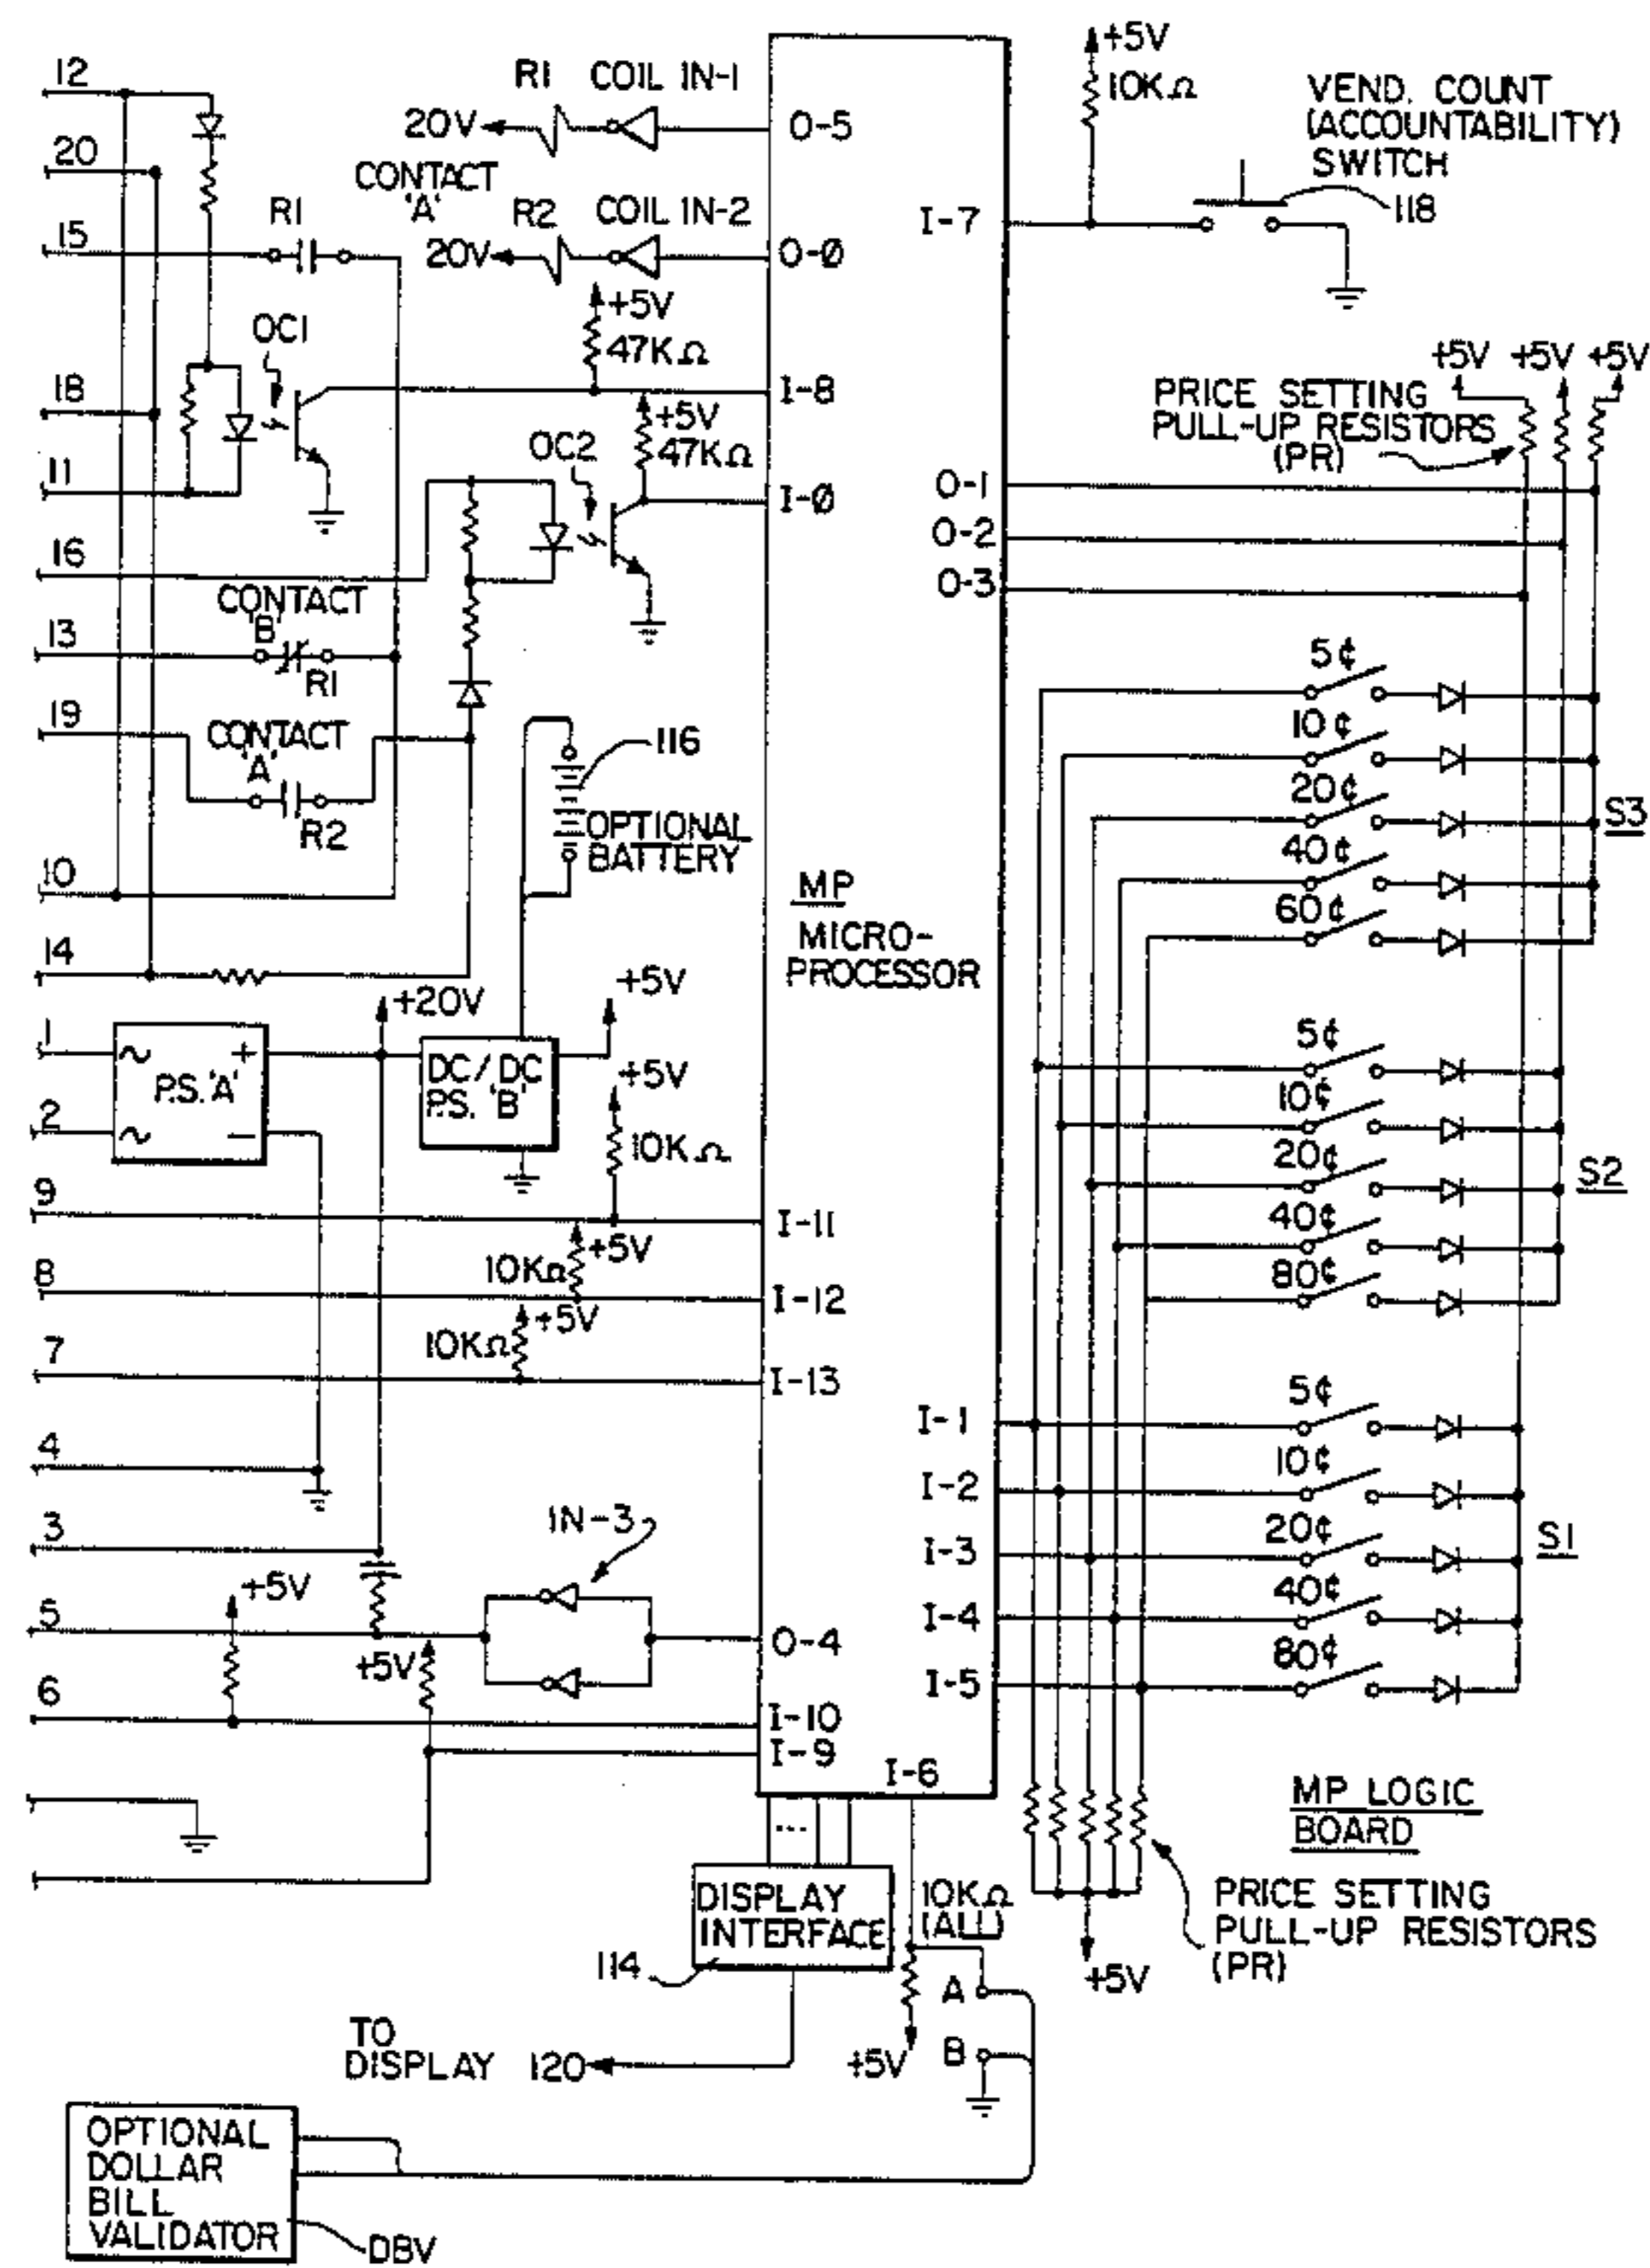 12
20
15
18
11
16
13
19
10
14
1
2
9
8
7
4
3
5
6
R1 COIL IN-1
20V
CONTACT
'A'
R2 COIL IN-2
20V
R1
OC1
+5V
47KΩ
+5V
47KΩ
OC2
CONTACT
'B'
R1
CONTACT
'A'
R2
116
OPTIONAL
BATTERY
+20V
P.S. 'A'
~
~
+
−
DC/DC
P.S. 'B'
+5V
+5V
10KΩ
+5V
10KΩ
+5V
10KΩ
IN-3
+5V
+5V
O-5
O-Ø
I-8
I-Ø
MP
MICRO-
PROCESSOR
I-11
I-12
I-13
O-4
I-10
I-9
I-6
I-7
O-1
O-2
O-3
I-1
I-2
I-3
I-4
I-5
+5V
10KΩ
VEND. COUNT
(ACCOUNTABILITY)
SWITCH
118
+5V +5V +5V
PRICE SETTING
PULL-UP RESISTORS
(PR)
5¢
10¢
20¢
40¢
60¢
S3
5¢
10¢
20¢
40¢
80¢
S2
5¢
10¢
20¢
40¢
80¢
S1
MP LOGIC
BOARD
PRICE SETTING
PULL-UP RESISTORS
(PR)
+5V
...
DISPLAY
INTERFACE
114
10KΩ
(ALL)
A
B
+5V
TO
DISPLAY 120
OPTIONAL
DOLLAR
BILL
VALIDATOR
DBV